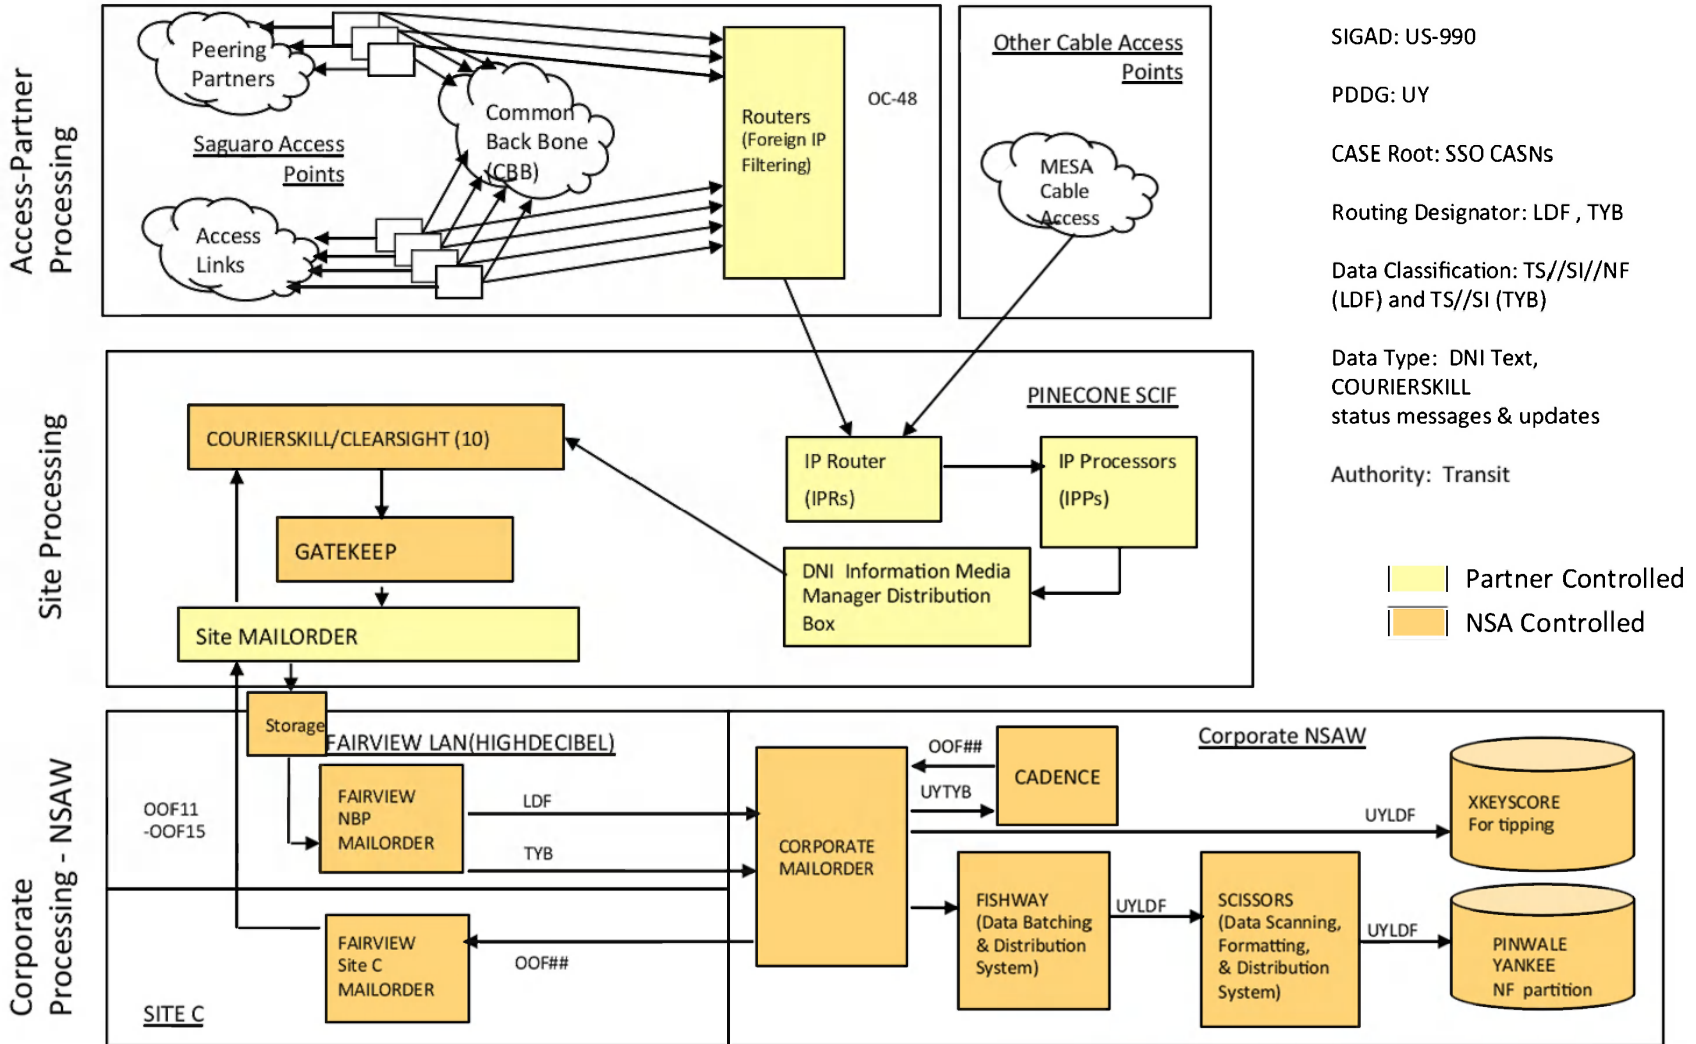 Access-Partner
Processing
Peering
Partners
Saguaro Access
Points
Access
Links
Common
Back Bone
(CBB)
Routers
(Foreign IP
Filtering)
OC-48
Other Cable Access
Points
MESA
Cable
Access
SIGAD: US-990
PDDG: UY
CASE Root: SSO CASNs
Routing Designator: LDF , TYB
Data Classification: TS//SI//NF
(LDF) and TS//SI (TYB)
Data Type: DNI Text,
COURIERSKILL
status messages & updates
Authority: Transit
Partner Controlled
NSA Controlled
Site Processing
PINECONE SCIF
COURIERSKILL/CLEARSIGHT (10)
GATEKEEP
Site MAILORDER
IP Router
(IPRs)
IP Processors
(IPPs)
DNI Information Media
Manager Distribution
Box
Corporate
Processing - NSAW
Storage
FAIRVIEW LAN(HIGHDECIBEL)
OOF11
-OOF15
FAIRVIEW
NBP
MAILORDER
LDF
TYB
FAIRVIEW
Site C
MAILORDER
OOF##
SITE C
Corporate NSAW
CORPORATE
MAILORDER
OOF##
UYTYB
CADENCE
UYLDF
XKEYSCORE
For tipping
FISHWAY
(Data Batching
& Distribution
System)
UYLDF
SCISSORS
(Data Scanning,
Formatting,
& Distribution
System)
UYLDF
PINWALE
YANKEE
NF partition